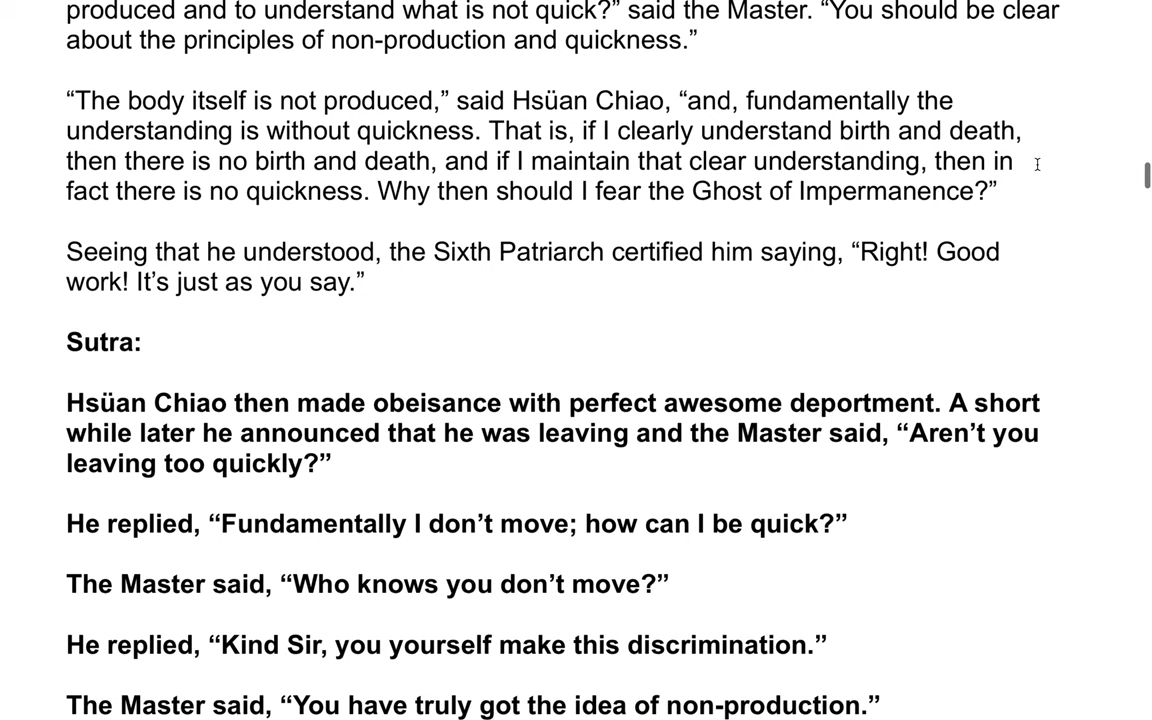 produced and to understand what is not quick?” said the Master. “You should be clear
about the principles of non-production and quickness.”
“The body itself is not produced,” said Hsüan Chiao, “and, fundamentally the
understanding is without quickness. That is, if I clearly understand birth and death,
then there is no birth and death, and if I maintain that clear understanding, then in
fact there is no quickness. Why then should I fear the Ghost of Impermanence?”
Seeing that he understood, the Sixth Patriarch certified him saying, “Right! Good
work! It’s just as you say.”
Sutra:
Hsüan Chiao then made obeisance with perfect awesome deportment. A short
while later he announced that he was leaving and the Master said, “Aren’t you
leaving too quickly?”
He replied, “Fundamentally I don’t move; how can I be quick?”
The Master said, “Who knows you don’t move?”
He replied, “Kind Sir, you yourself make this discrimination.”
The Master said, “You have truly got the idea of non-production.”